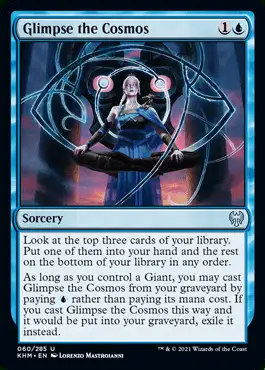 Glimpse the Cosmos 1
Sorcery
Look at the top three cards of your library.
Put one of them into your hand and the rest
on the bottom of your library in any order.
As long as you control a Giant, you may cast
Glimpse the Cosmos from your graveyard by
paying rather than paying its mana cost. If
you cast Glimpse the Cosmos this way and
it would be put into your graveyard, exile it
instead.
060/285 U
KHM • EN Lorenzo Mastroianni
™ & © 2021 Wizards of the Coast